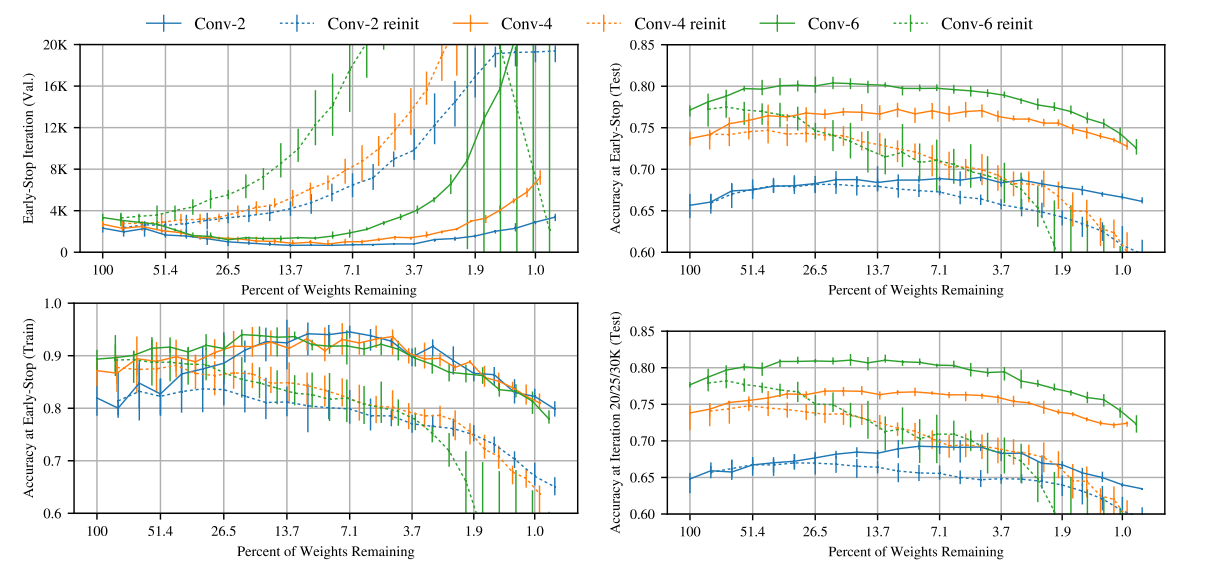 Conv-2 Conv-2 reinit Conv-4 Conv-4 reinit Conv-6 Conv-6 reinit
Early-Stop Iteration (Val.)
20K
16K
12K
8K
4K
0
100 51.4 26.5 13.7 7.1 3.7 1.9 1.0
Percent of Weights Remaining
Accuracy at Early-Stop (Test)
0.85
0.80
0.75
0.70
0.65
0.60
100 51.4 26.5 13.7 7.1 3.7 1.9 1.0
Percent of Weights Remaining
Accuracy at Early-Stop (Train)
1.0
0.9
0.8
0.7
0.6
100 51.4 26.5 13.7 7.1 3.7 1.9 1.0
Percent of Weights Remaining
Accuracy at Iteration 20/25/30K (Test)
0.85
0.80
0.75
0.70
0.65
0.60
100 51.4 26.5 13.7 7.1 3.7 1.9 1.0
Percent of Weights Remaining